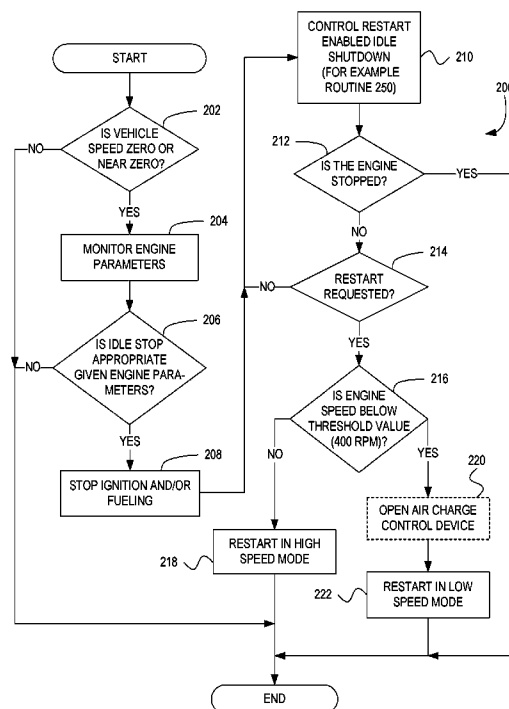 START
202
IS VEHICLE
SPEED ZERO OR
NEAR ZERO?
NO
YES
204
MONITOR ENGINE
PARAMETERS
206
IS IDLE STOP
APPROPRIATE
GIVEN ENGINE PARA-
METERS?
NO
YES
208
STOP IGNITION AND/OR
FUELING
CONTROL RESTART
ENABLED IDLE
SHUTDOWN
(FOR EXAMPLE
ROUTINE 250)
210
200
212
IS THE ENGINE
STOPPED?
YES
NO
214
RESTART
REQUESTED?
NO
YES
216
IS ENGINE
SPEED BELOW
THRESHOLD VALUE
(400 RPM)?
NO
YES
220
OPEN AIR CHARGE
CONTROL DEVICE
RESTART IN HIGH
SPEED MODE
218
RESTART IN LOW
SPEED MODE
222
END